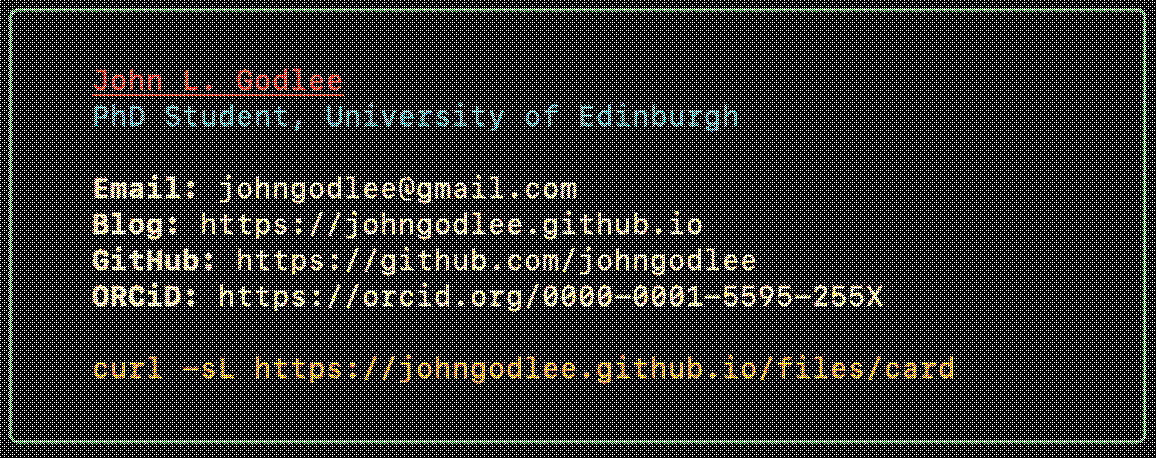 John L. Godlee
PhD Student, University of Edinburgh
Email: johngodlee@gmail.com
Blog: https://johngodlee.github.io
GitHub: https://github.com/johngodlee
ORCiD: https://orcid.org/0000-0001-5595-255X
curl -sL https://johngodlee.github.io/files/card